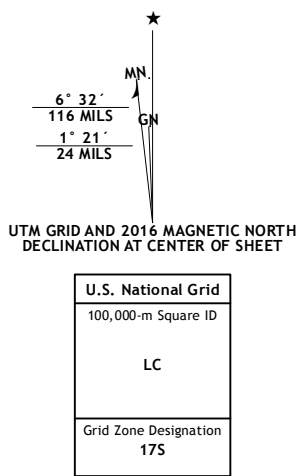 MN.
6° 32´
116 MILS
GN
1° 21´
24 MILS
UTM GRID AND 2016 MAGNETIC NORTH
DECLINATION AT CENTER OF SHEET
U.S. National Grid
100,000-m Square ID
LC
Grid Zone Designation
17S